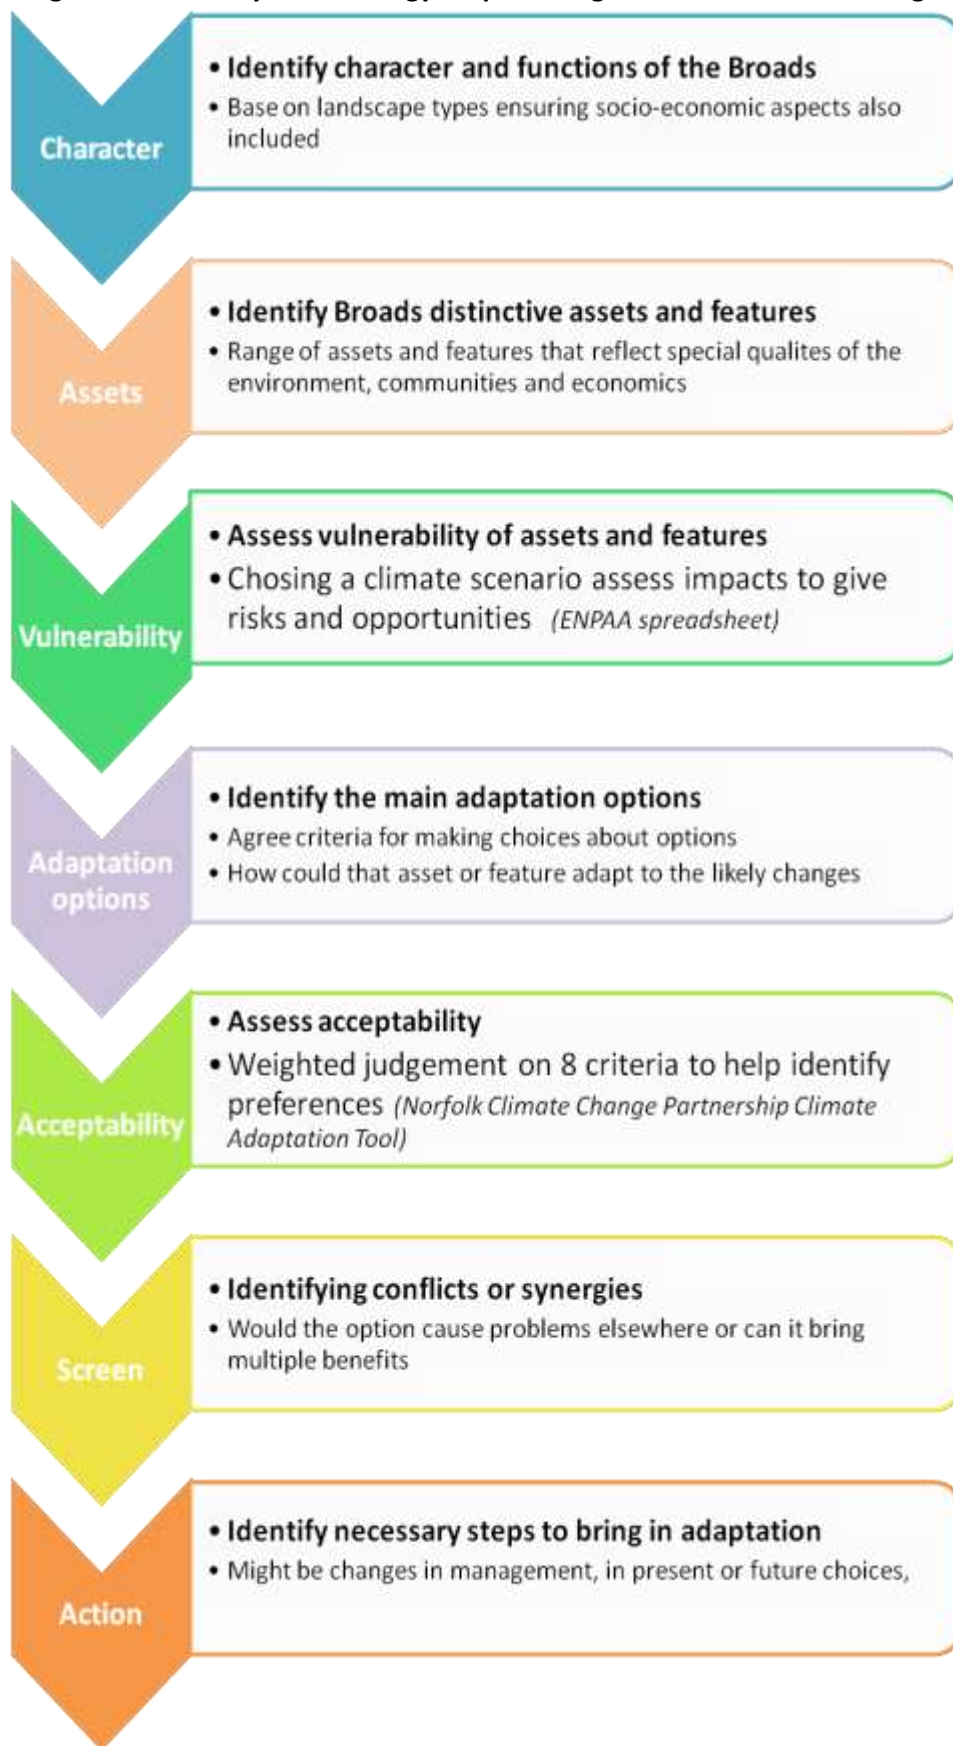 Character
• Identify character and functions of the Broads
• Base on landscape types ensuring socio-economic aspects also
included
Assets
• Identify Broads distinctive assets and features
• Range of assets and features that reflect special qualites of the
environment, communities and economics
Vulnerability
• Assess vulnerability of assets and features
• Chosing a climate scenario assess impacts to give
risks and opportunities (ENPAA spreadsheet)
Adaptation
options
• Identify the main adaptation options
• Agree criteria for making choices about options
• How could that asset or feature adapt to the likely changes
Acceptability
• Assess acceptability
• Weighted judgement on 8 criteria to help identify
preferences (Norfolk Climate Change Partnership Climate
Adaptation Tool)
Screen
• Identifying conflicts or synergies
• Would the option cause problems elsewhere or can it bring
multiple benefits
Action
• Identify necessary steps to bring in adaptation
• Might be changes in management, in present or future choices,